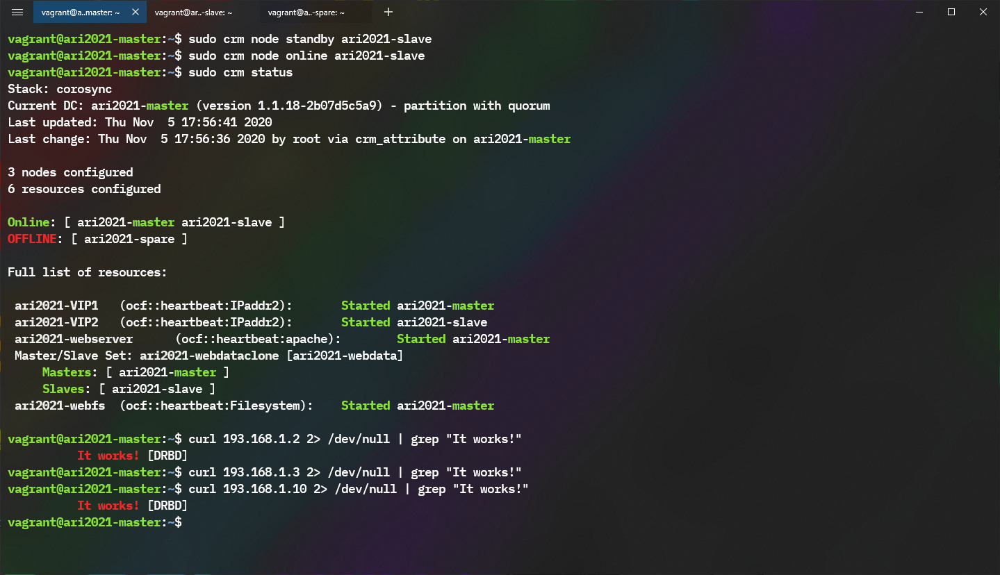 vagrant@a..master: ~
vagrant@ar..-slave: ~
vagrant@a..-spare: ~
vagrant@ari2021-master:~$ sudo crm node standby ari2021-slave
vagrant@ari2021-master:~$ sudo crm node online ari2021-slave
vagrant@ari2021-master:~$ sudo crm status
Stack: corosync
Current DC: ari2021-master (version 1.1.18-2b07d5c5a9) - partition with quorum
Last updated: Thu Nov  5 17:56:41 2020
Last change: Thu Nov  5 17:56:36 2020 by root via crm_attribute on ari2021-master

3 nodes configured
6 resources configured

Online: [ ari2021-master ari2021-slave ]
OFFLINE: [ ari2021-spare ]

Full list of resources:

 ari2021-VIP1   (ocf::heartbeat:IPaddr2):       Started ari2021-master
 ari2021-VIP2   (ocf::heartbeat:IPaddr2):       Started ari2021-slave
 ari2021-webserver      (ocf::heartbeat:apache):        Started ari2021-master
 Master/Slave Set: ari2021-webdataclone [ari2021-webdata]
     Masters: [ ari2021-master ]
     Slaves: [ ari2021-slave ]
 ari2021-webfs  (ocf::heartbeat:Filesystem):    Started ari2021-master

vagrant@ari2021-master:~$ curl 193.168.1.2 2> /dev/null | grep "It works!"
          It works! [DRBD]
vagrant@ari2021-master:~$ curl 193.168.1.3 2> /dev/null | grep "It works!"
vagrant@ari2021-master:~$ curl 193.168.1.10 2> /dev/null | grep "It works!"
          It works! [DRBD]
vagrant@ari2021-master:~$